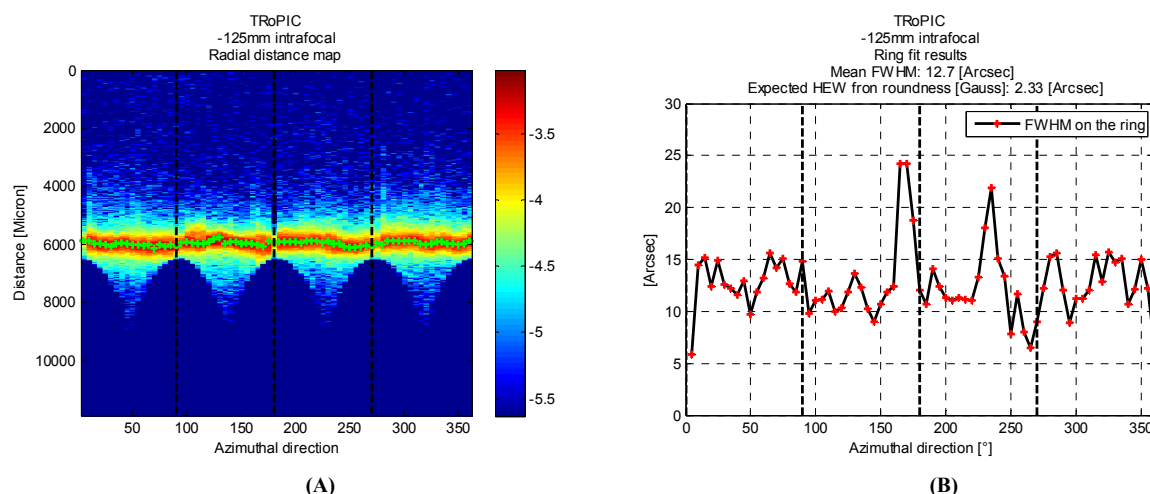 TRoPIC
-125mm intrafocal
Radial distance map
0
2000
4000
6000
8000
10000
Distance [Micron]
50
100
150
200
250
300
350
Azimuthal direction
-3.5
-4
-4.5
-5
-5.5
(A)
TRoPIC
-125mm intrafocal
Ring fit results
Mean FWHM: 12.7 [Arcsec]
Expected HEW fron roundness [Gauss]: 2.33 [Arcsec]
FWHM on the ring
30
25
20
15
10
5
0
[Arcsec]
0
50
100
150
200
250
300
350
Azimuthal direction [°]
(B)